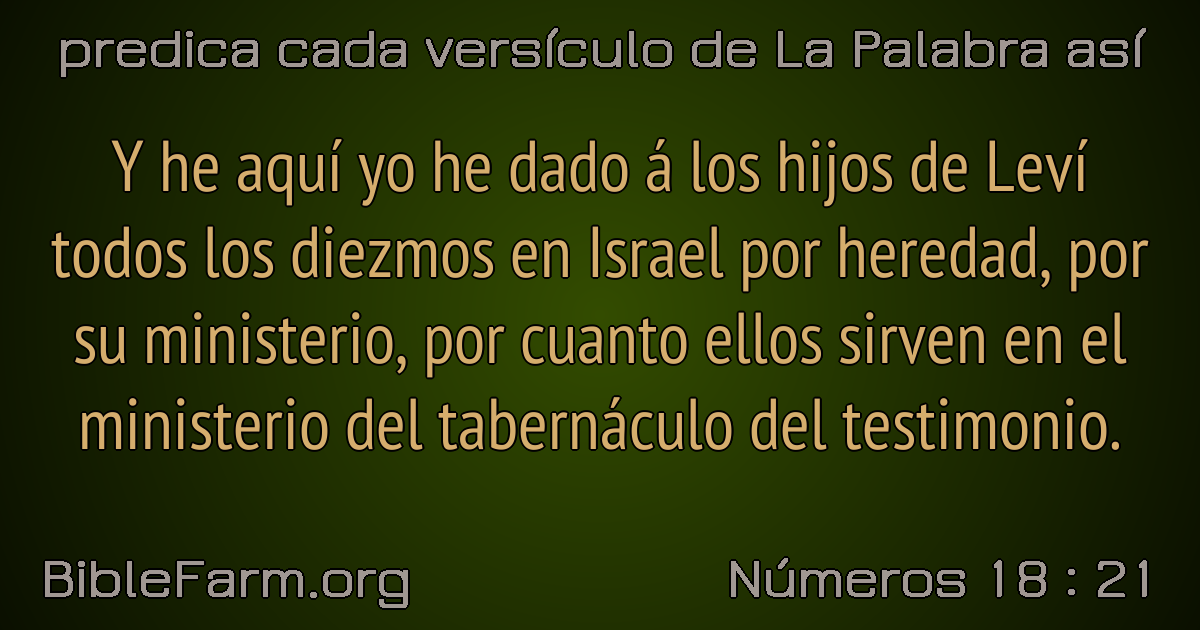 predica cada versículo de La Palabra así
Y he aquí yo he dado á los hijos de Leví
todos los diezmos en Israel por heredad, por
su ministerio, por cuanto ellos sirven en el
ministerio del tabernáculo del testimonio.
BibleFarm.org
Números 18 : 21